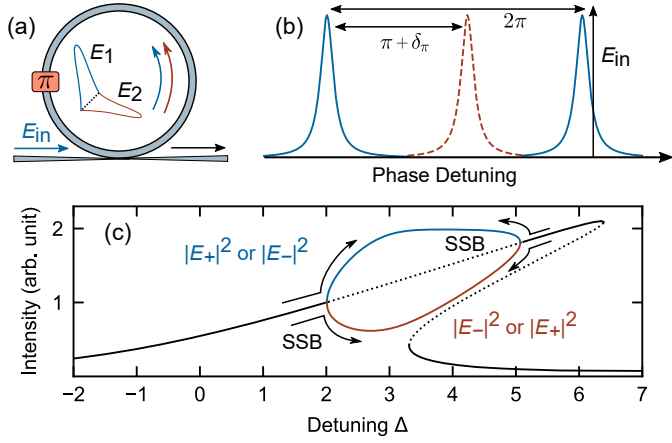 (a)
π
E1
E2
Ein
(b)
2π
π + δπ
Ein
Phase Detuning
(c)
2
1
Intensity (arb. unit)
|E+|2 or |E−|2
SSB
SSB
|E−|2 or |E+|2
−2 −1 0 1 2 3 4 5 6 7
Detuning Δ